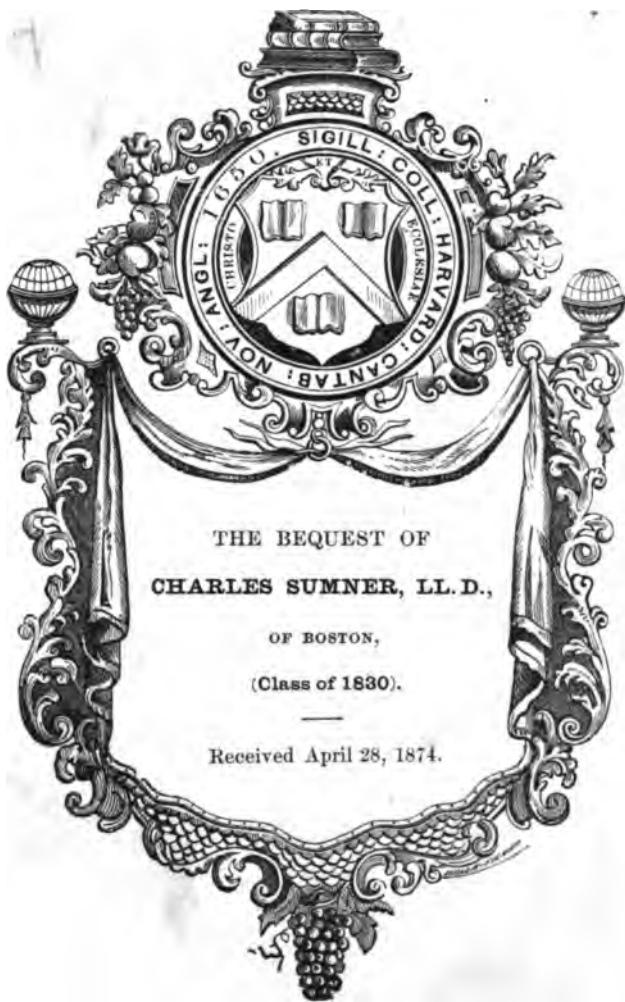 SIGILL: COLL: HARVARD: CANTAB: NOV: ANGL: 1650.
CHRISTO
ET
ECCLESIAE
THE BEQUEST OF
CHARLES SUMNER, LL. D.,
OF BOSTON,
(Class of 1830).
Received April 28, 1874.